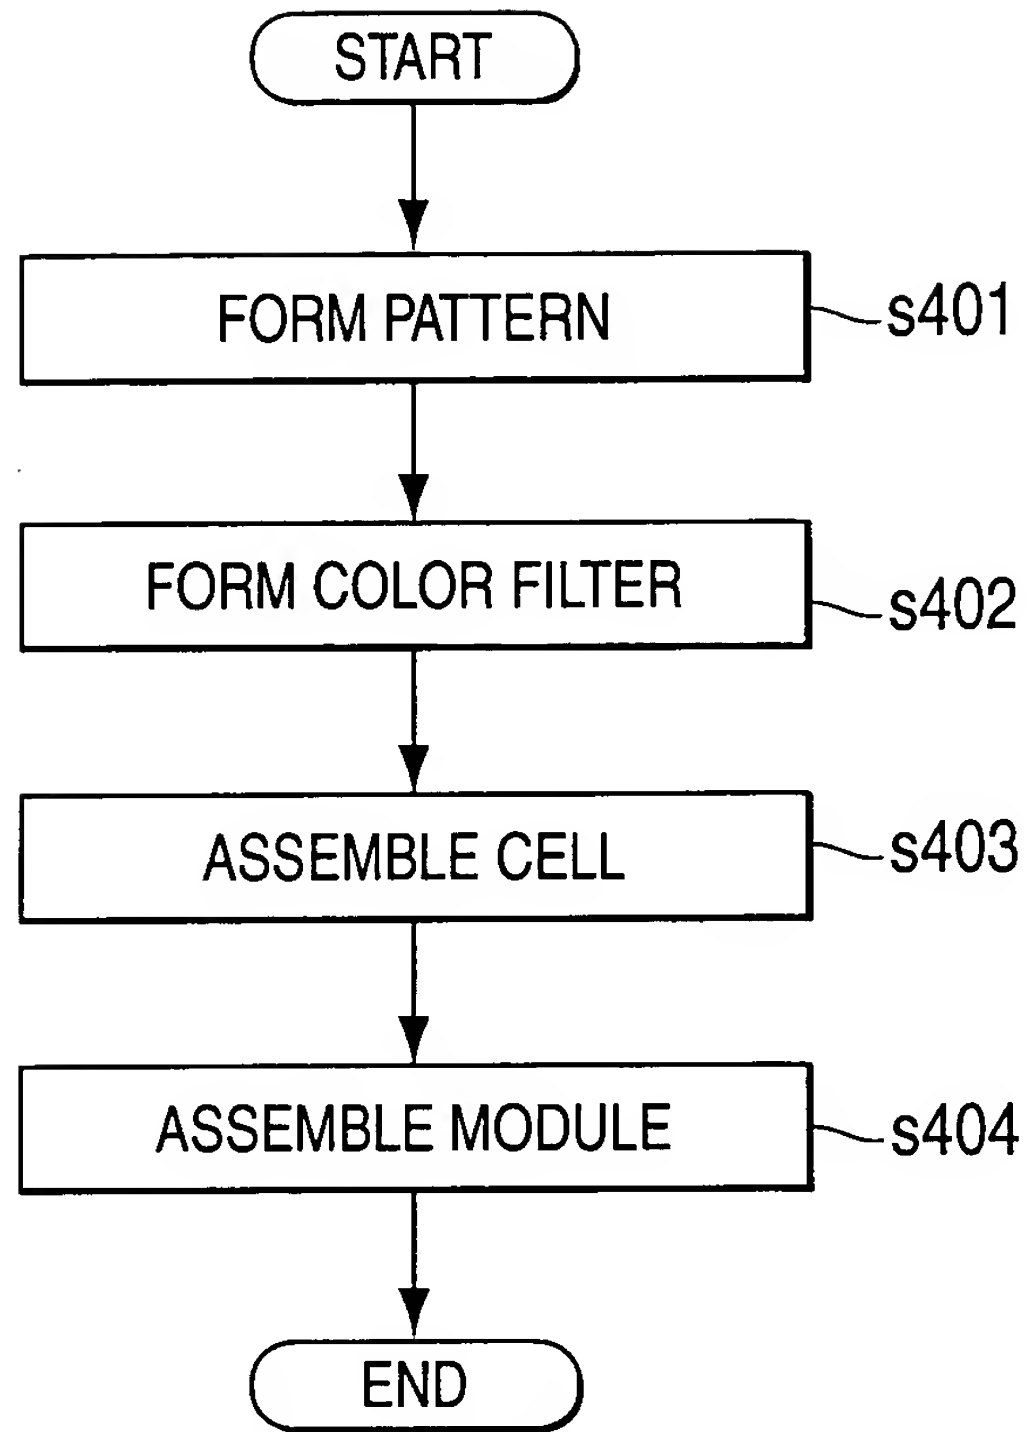 START
FORM PATTERN
s401
FORM COLOR FILTER
s402
ASSEMBLE CELL
s403
ASSEMBLE MODULE
s404
END